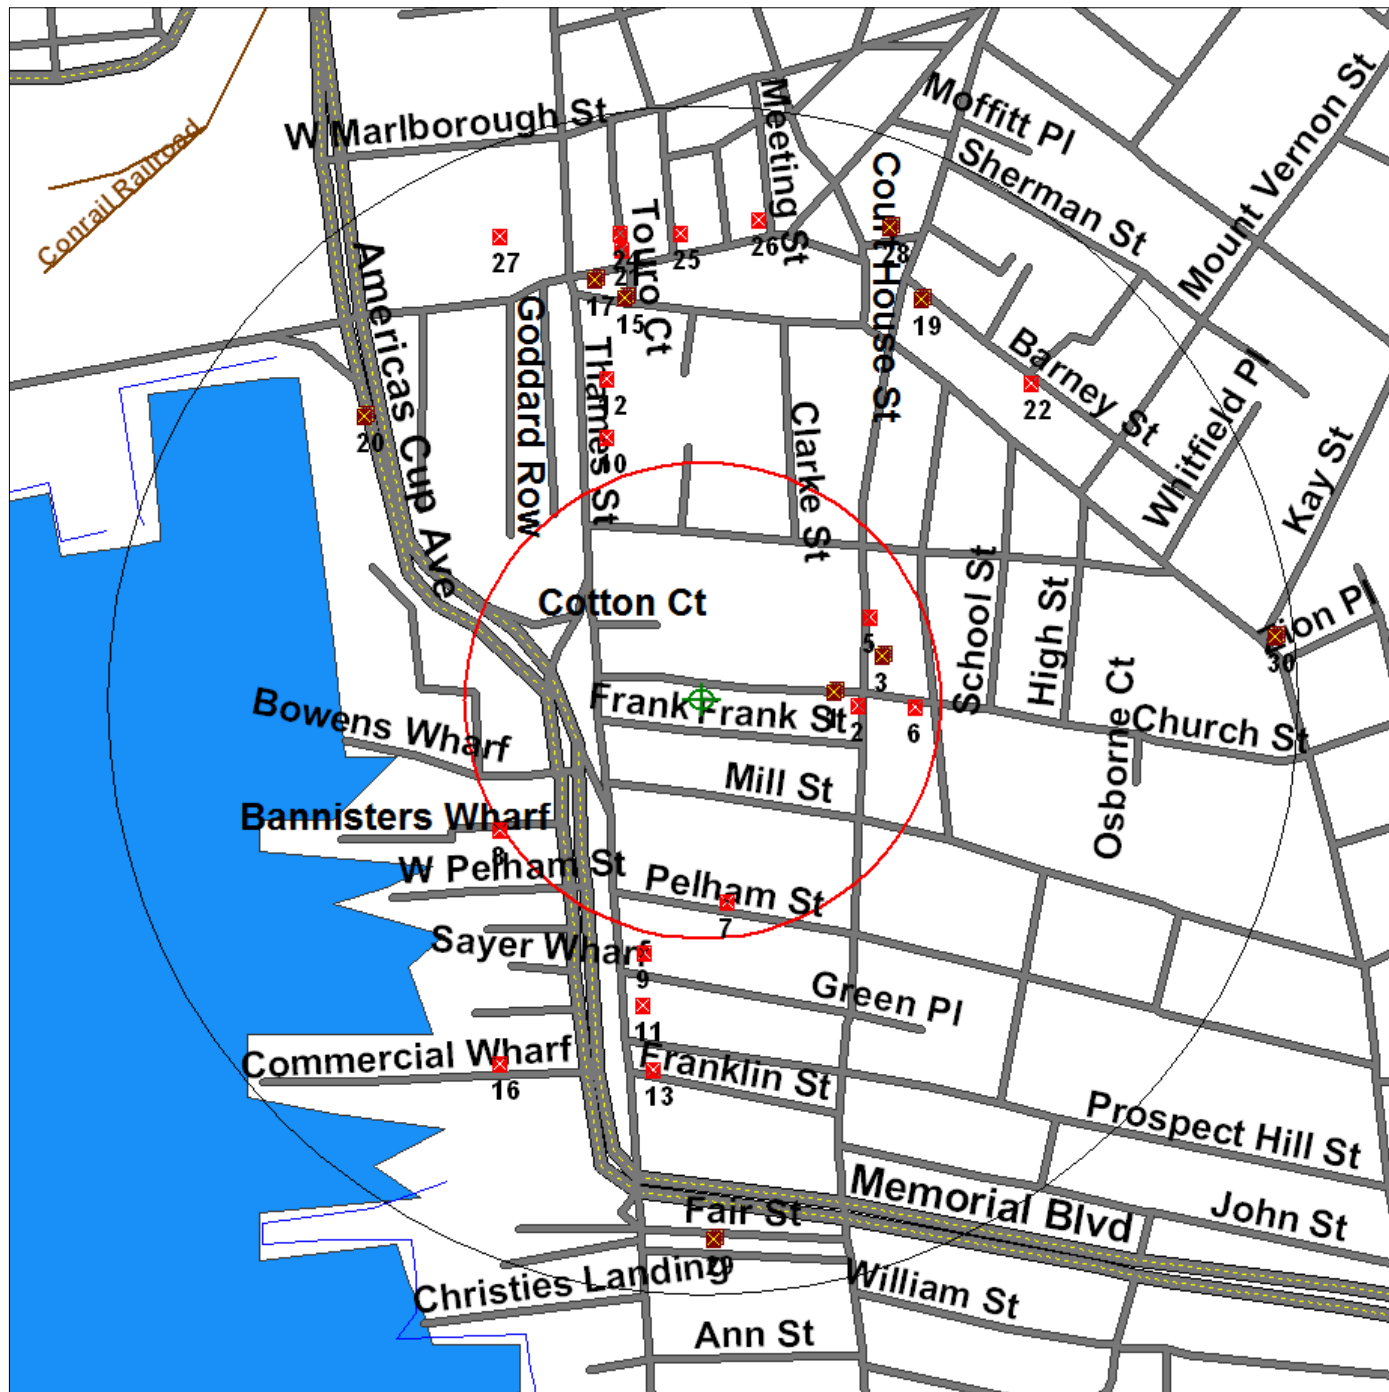 Moffitt Pl
W Marlborough St
Meeting St
Mount Vernon St
Conrail Railroad
Sherman St
Court House St
Touro Ct
Americas Cup Ave
27
24
21
25
26
28
17
15
19
Goddard Row
Thames St
12
10
20
Barney St
22
Whitfield Pl
Clarke St
Kay St
Cotton Ct
School St
High St
Zion Pl
30
5
3
Osborne Ct
Bowens Wharf
Frank Frank St
1
2
6
Church St
Mill St
Bannisters Wharf
8
W Pelham St
Pelham St
7
Sayer Wharf
9
Green Pl
11
Commercial Wharf
16
Franklin St
13
Prospect Hill St
Memorial Blvd
John St
Fair St
29
Christies Landing
William St
Ann St